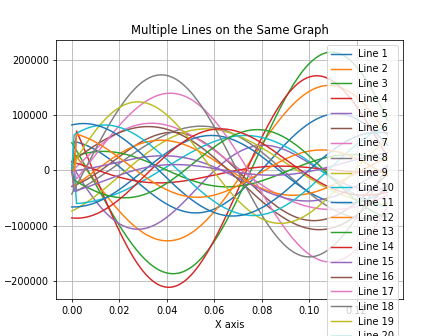 Multiple Lines on the Same Graph
200000
100000
0
−100000
−200000
0.00
0.02
0.04
0.06
0.08
0.10
X axis
Line 1
Line 2
Line 3
Line 4
Line 5
Line 6
Line 7
Line 8
Line 9
Line 10
Line 11
Line 12
Line 13
Line 14
Line 15
Line 16
Line 17
Line 18
Line 19
Line 20